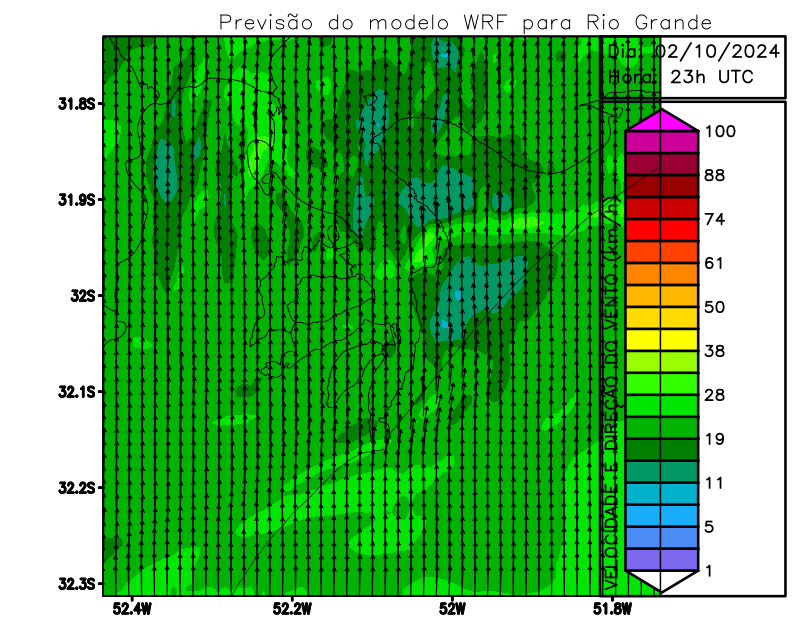 Previsão do modelo WRF para Rio Grande
Dia: 02/10/2024
Hora: 23h UTC
31.8S
31.9S
32S
32.1S
32.2S
32.3S
52.4W
52.2W
52W
51.8W
VELOCIDADE E DIREÇÃO DO VENTO (km/h)
100
88
74
61
50
38
28
19
11
5
1